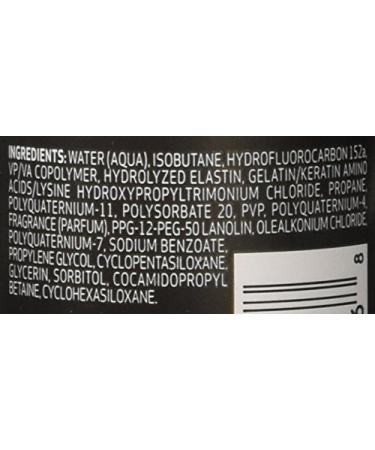 INGREDIENTS: WATER (AQUA), ISOBUTANE, HYDROFLUOROCARBON 152a,
VP/VA COPOLYMER, HYDROLYZED ELASTIN, GELATIN/KERATIN AMINO
ACIDS/LYSINE HYDROXYPROPYLTRIMONIUM CHLORIDE, PROPANE,
POLYQUATERNIUM-11, POLYSORBATE 20, PVP, POLYQUATERNIUM-4,
FRAGRANCE (PARFUM), PPG-12-PEG-50 LANOLIN, OLEALKONIUM CHLORIDE,
POLYQUATERNIUM-7, SODIUM BENZOATE,
PROPYLENE GLYCOL, CYCLOPENTASILOXANE,
GLYCERIN, SORBITOL, COCAMIDOPROPYL
BETAINE, CYCLOHEXASILOXANE.
8